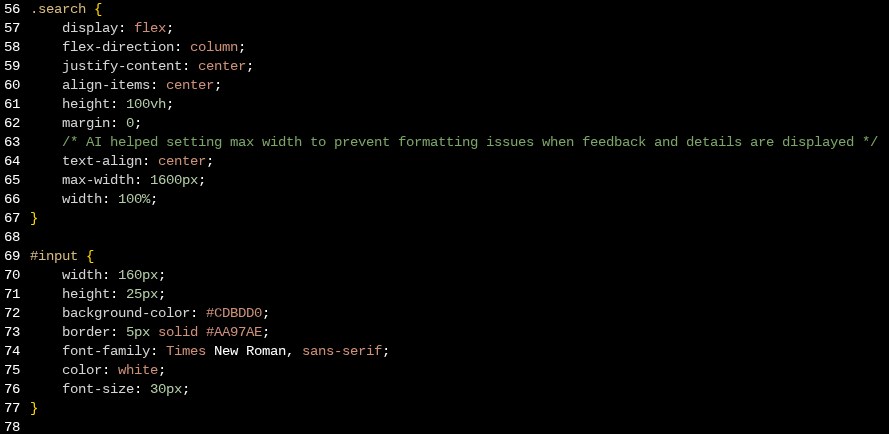 56 .search {
57     display: flex;
58     flex-direction: column;
59     justify-content: center;
60     align-items: center;
61     height: 100vh;
62     margin: 0;
63     /* AI helped setting max width to prevent formatting issues when feedback and details are displayed */
64     text-align: center;
65     max-width: 1600px;
66     width: 100%;
67 }
68
69 #input {
70     width: 160px;
71     height: 25px;
72     background-color: #CDBDD0;
73     border: 5px solid #AA97AE;
74     font-family: Times New Roman, sans-serif;
75     color: white;
76     font-size: 30px;
77 }
78